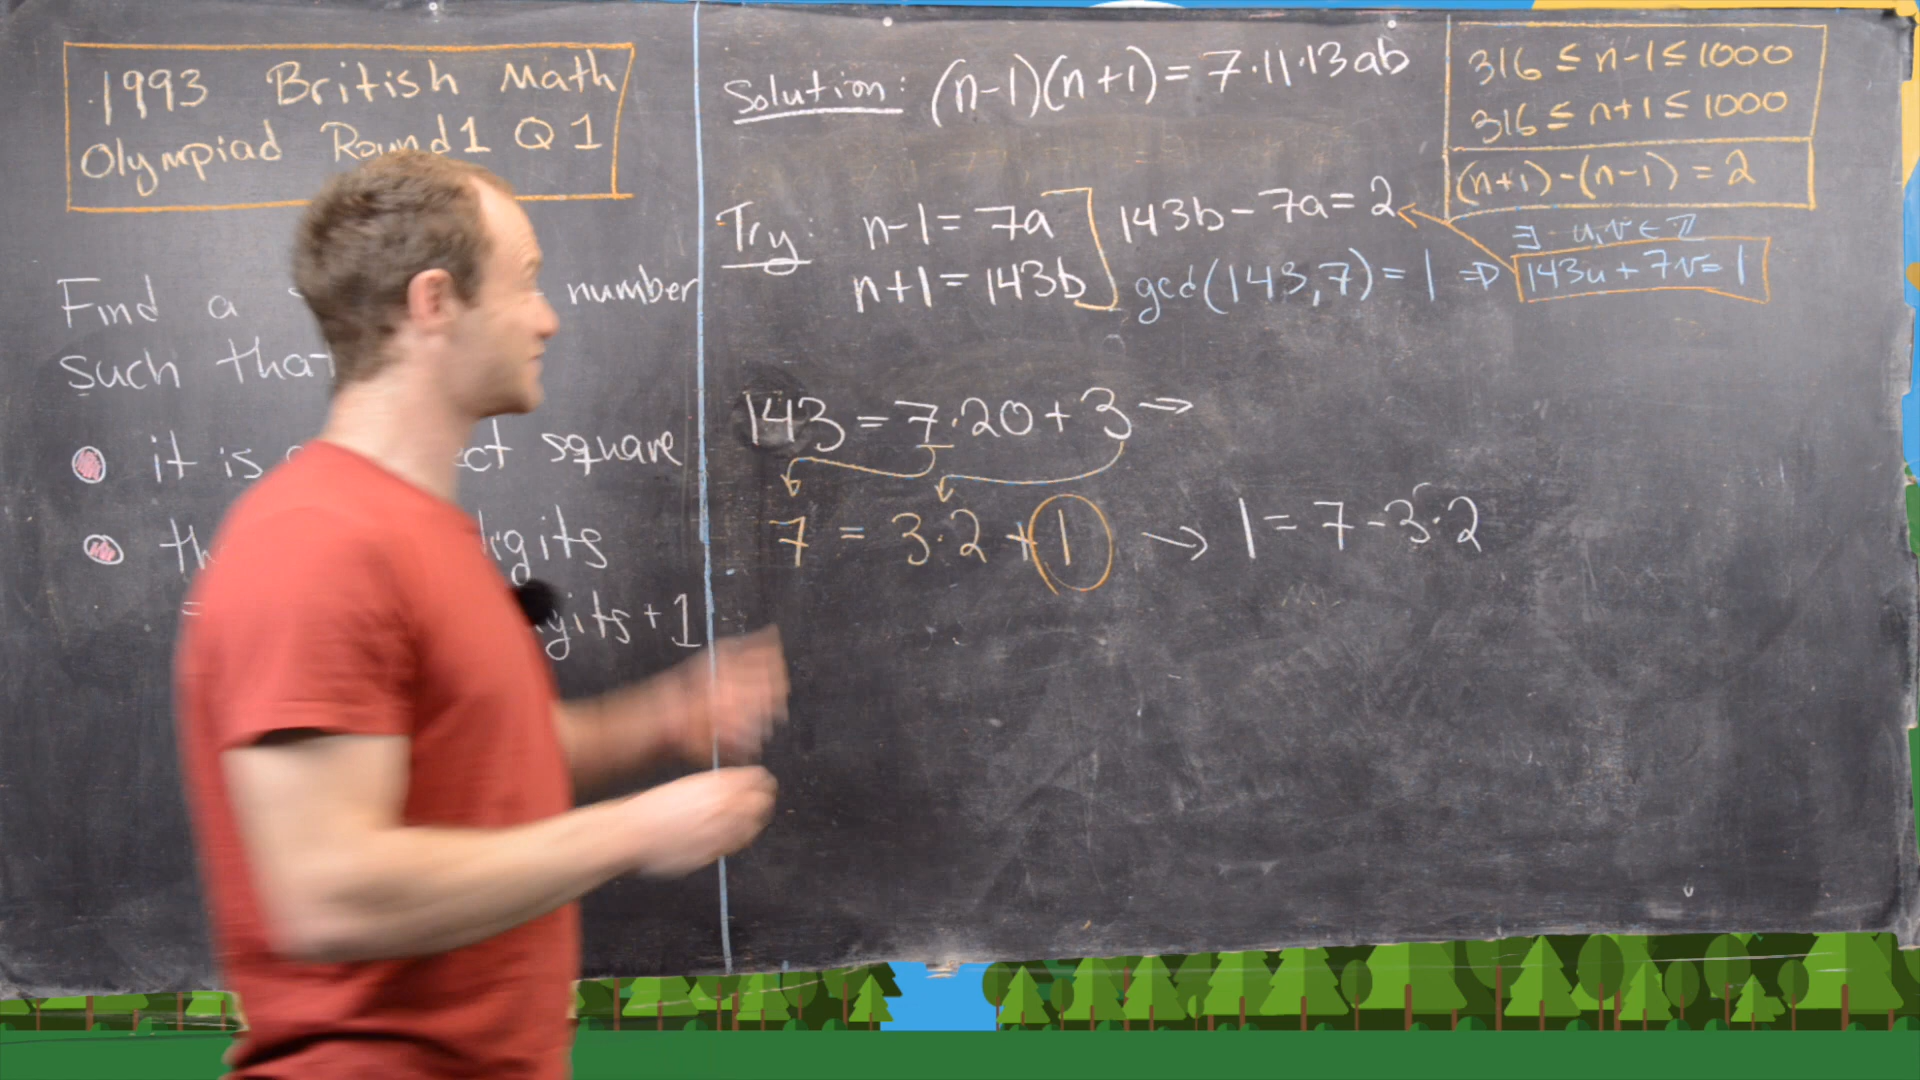 1993 British Math
Olympiad Round 1 Q1
Find a number
such that
it is square
digits
= +1
Solution: (n-1)(n+1) = 7·11·13ab
316 ≤ n-1 ≤ 1000
316 ≤ n+1 ≤ 1000
(n+1)-(n-1) = 2
Try: n-1 = 7a
n+1 = 143b
143b - 7a = 2
gcd(143,7) = 1 ⇒
∃ u,v ∈ ℤ
143u + 7v = 1
143 = 7·20 + 3 →
7 = 3·2 + 1 → 1 = 7 - 3·2